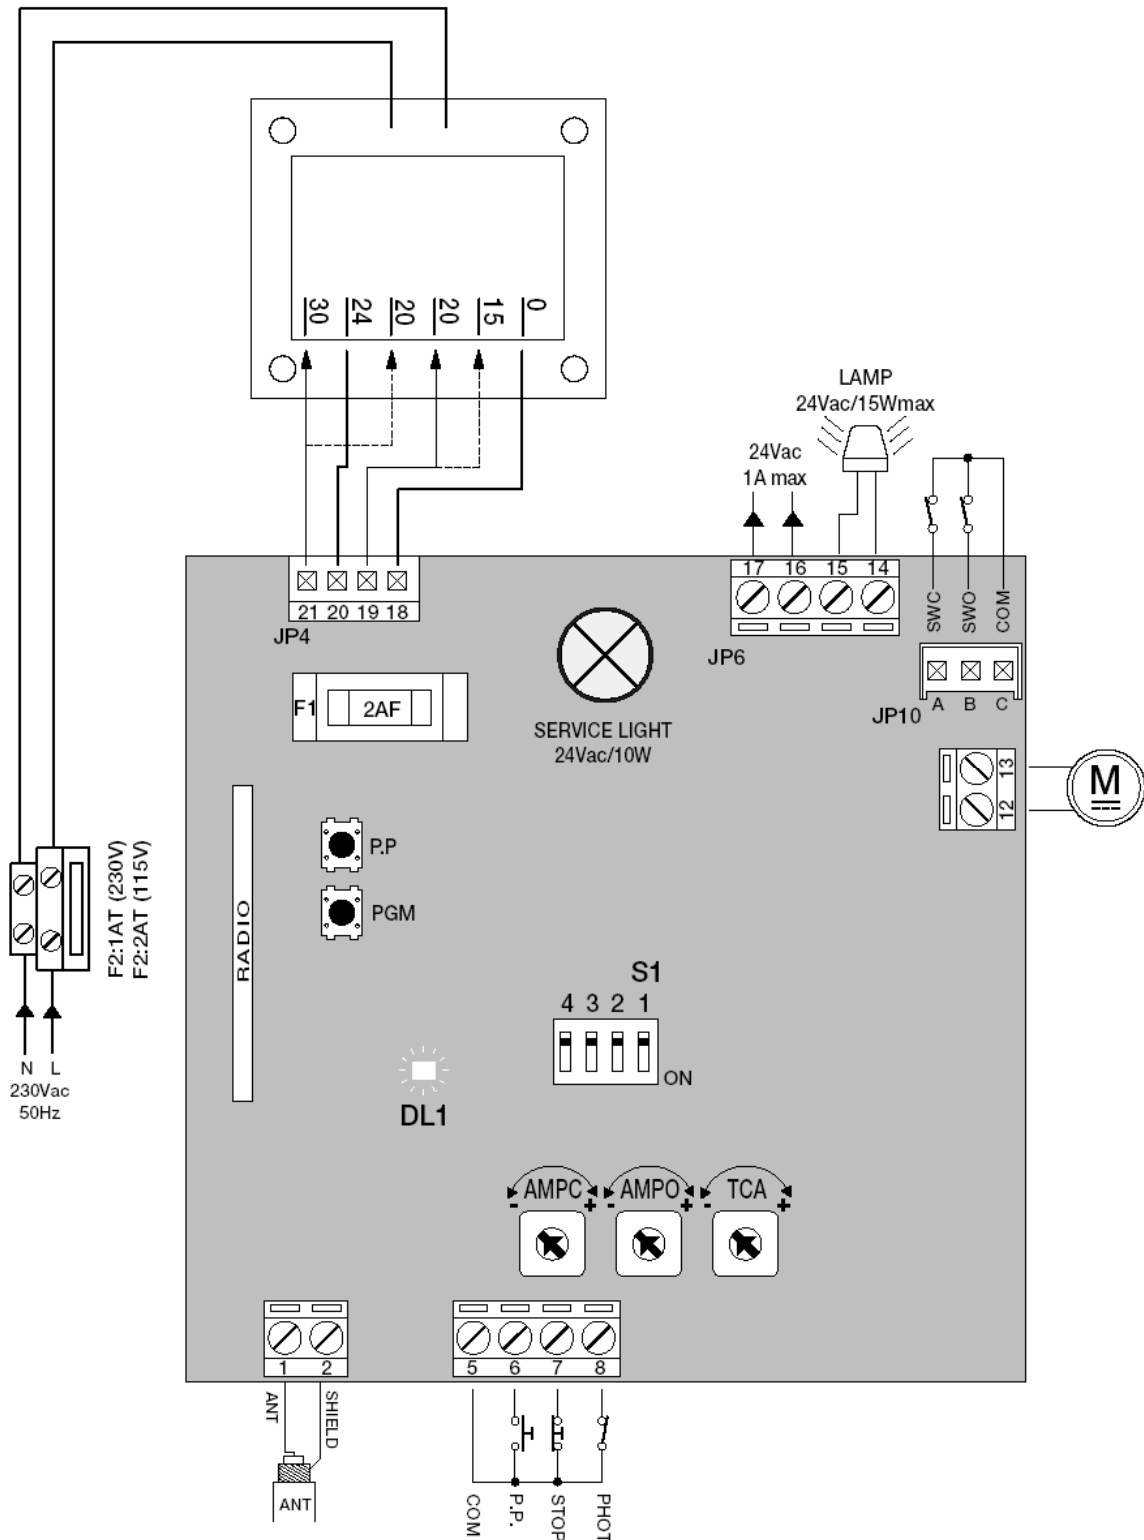 30 24 20 20 15 0
LAMP
24Vac/15Wmax
24Vac
1A max
17 16 15 14
SWC SWO COM
21 20 19 18
JP4
JP6
JP10
A B C
F1 2AF
SERVICE LIGHT
24Vac/10W
13
12
M
P.P
PGM
RADIO
F2:1AT (230V)
F2:2AT (115V)
N L
230Vac
50Hz
S1
4 3 2 1
ON
DL1
AMPC AMPO TCA
- + - + - +
1 2
5 6 7 8
ANT SHIELD
ANT
COM P.P. STOP PHOT